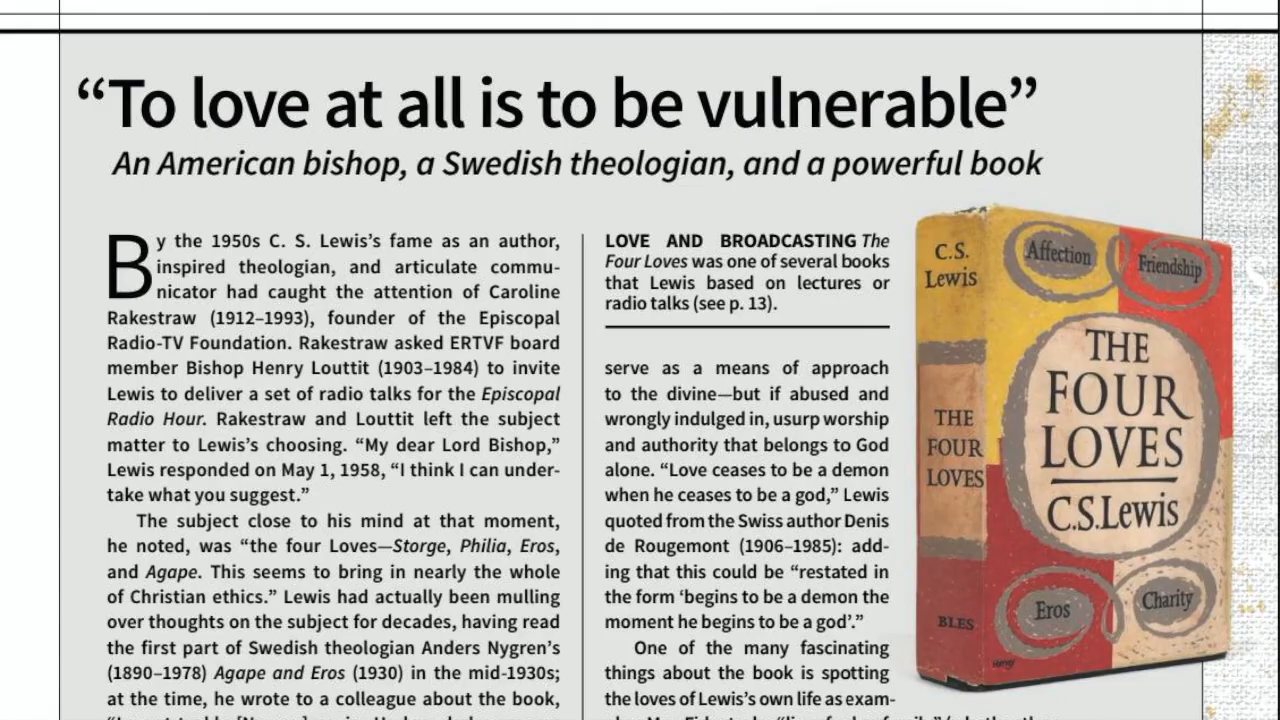 “To love at all is to be vulnerable”
An American bishop, a Swedish theologian, and a powerful book
By the 1950s C. S. Lewis’s fame as an author,
inspired theologian, and articulate commu-
nicator had caught the attention of Caroline
Rakestraw (1912–1993), founder of the Episcopal
Radio-TV Foundation. Rakestraw asked ERTVF board
member Bishop Henry Louttit (1903–1984) to invite
Lewis to deliver a set of radio talks for the Episcopal
Radio Hour. Rakestraw and Louttit left the subject
matter to Lewis’s choosing. “My dear Lord Bishop,”
Lewis responded on May 1, 1958, “I think I can under-
take what you suggest.”
The subject close to his mind at that moment,
he noted, was “the four Loves—Storge, Philia, Eros,
and Agape. This seems to bring in nearly the whole
of Christian ethics.” Lewis had actually been mulling
over thoughts on the subject for decades, having read
the first part of Swedish theologian Anders Nygren’s
(1890–1978) Agape and Eros (1930) in the mid-1930s;
at the time, he wrote to a colleague about the book,
LOVE AND BROADCASTING The
Four Loves was one of several books
that Lewis based on lectures or
radio talks (see p. 13).
serve as a means of approach
to the divine—but if abused and
wrongly indulged in, usurp worship
and authority that belongs to God
alone. “Love ceases to be a demon
when he ceases to be a god,” Lewis
quoted from the Swiss author Denis
de Rougemont (1906–1985): add-
ing that this could be “restated in
the form ‘begins to be a demon the
moment he begins to be a god’.”
One of the many fascinating
things about the book is spotting
the loves of Lewis’s own life as exam-
C.S.
Lewis
THE
FOUR
LOVES
BLES
Affection
Friendship
THE
FOUR
LOVES
C.S.Lewis
Eros
Charity